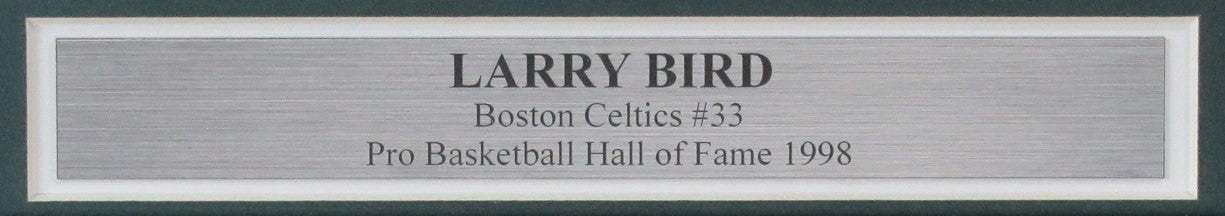 LARRY BIRD
Boston Celtics #33
Pro Basketball Hall of Fame 1998